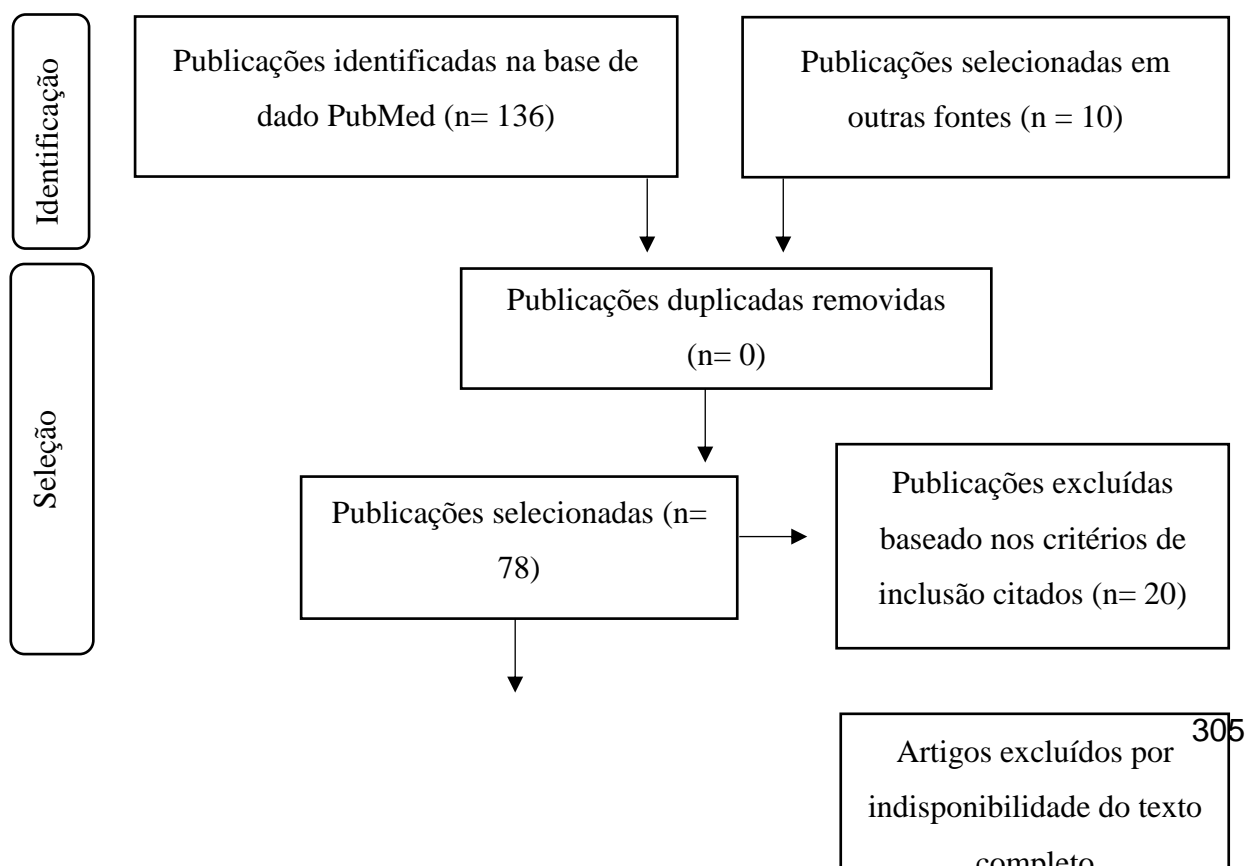 Identificação
Publicações identificadas na base de
dado PubMed (n= 136)
Publicações selecionadas em
outras fontes (n = 10)
Seleção
Publicações duplicadas removidas
(n= 0)
Publicações selecionadas (n=
78)
Publicações excluídas
baseado nos critérios de
inclusão citados (n= 20)
305
Artigos excluídos por
indisponibilidade do texto
completo